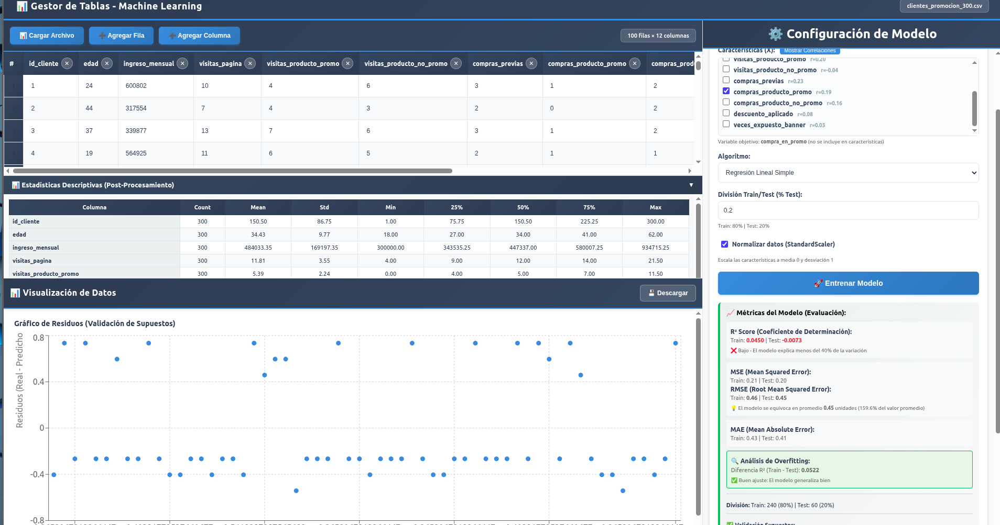 Gestor de Tablas - Machine Learning
clientes_promocion_300.csv
Cargar Archivo
Agregar Fila
Agregar Columna
100 filas × 12 columnas
# id_cliente × edad × ingreso_mensual × visitas_pagina × visitas_producto_promo × visitas_producto_no_promo × compras_previas × compras_producto_promo × compras_prod
1 24 600802 10 4 6 3 1 2
2 44 317554 7 4 3 2 0 2
3 37 339877 13 7 6 3 1 2
4 19 564925 11 6 5 2 1 1
Estadísticas Descriptivas (Post-Procesamiento) ▼
Columna Count Mean Std Min 25% 50% 75% Max
id_cliente 300 150.50 86.75 1.00 75.75 150.50 225.25 300.00
edad 300 34.43 9.77 18.00 27.00 34.00 41.00 62.00
ingreso_mensual 300 484033.35 169197.35 300000.00 343535.25 447337.00 580007.25 934715.25
visitas_pagina 300 11.81 3.55 4.00 9.00 12.00 14.00 21.50
visitas_producto_promo 300 5.39 2.24 0.00 4.00 5.00 7.00 11.50
Visualización de Datos
Descargar
Gráfico de Residuos (Validación de Supuestos)
Residuos (Real - Predicho
0.8
0.4
0
-0.4
-0.8
Configuración de Modelo
Características (X): Mostrar Correlaciones
visitas_producto_promo r=0.20
visitas_producto_no_promo r=-0.04
compras_previas r=0.23
compras_producto_promo r=0.19
compras_producto_no_promo r=0.16
descuento_aplicado r=0.08
veces_expuesto_banner r=0.03
Variable objetivo: compra_en_promo (no se incluye en características)
Algoritmo:
Regresión Lineal Simple
División Train/Test (% Test):
0.2
Train: 80% | Test: 20%
Normalizar datos (StandardScaler)
Escala las características a media 0 y desviación 1
Entrenar Modelo
Métricas del Modelo (Evaluación):
R² Score (Coeficiente de Determinación):
Train: 0.0450 | Test: -0.0073
Bajo - El modelo explica menos del 40% de la variación
MSE (Mean Squared Error):
Train: 0.21 | Test: 0.20
RMSE (Root Mean Squared Error):
Train: 0.46 | Test: 0.45
El modelo se equivoca en promedio 0.45 unidades (159.6% del valor promedio)
MAE (Mean Absolute Error):
Train: 0.43 | Test: 0.41
Análisis de Overfitting:
Diferencia R² (Train - Test): 0.0522
Buen ajuste: El modelo generaliza bien
División: Train: 240 (80%) | Test: 60 (20%)
Validación Supuestos: